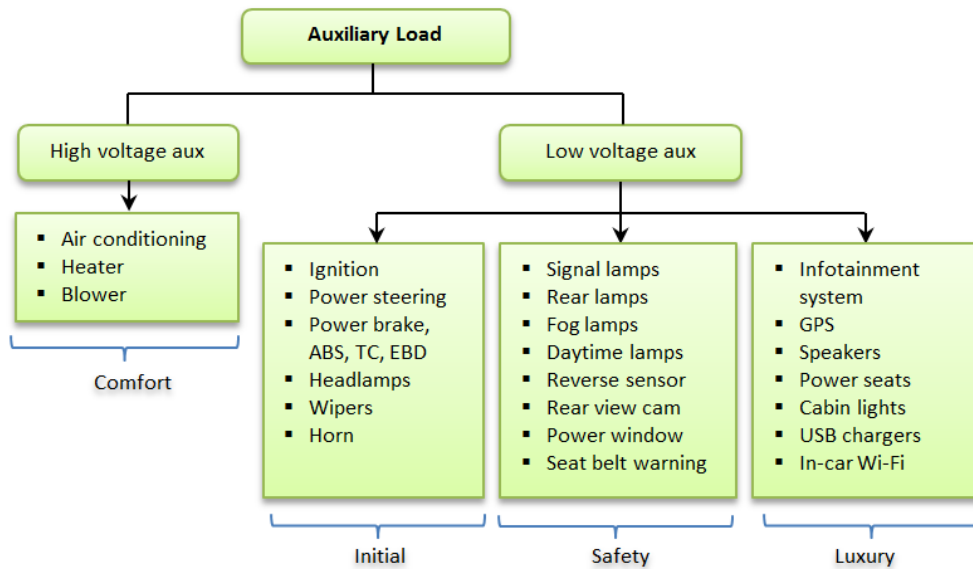 Auxiliary Load
High voltage aux
Low voltage aux
▪ Air conditioning
▪ Heater
▪ Blower
Comfort
▪ Ignition
▪ Power steering
▪ Power brake,
ABS, TC, EBD
▪ Headlamps
▪ Wipers
▪ Horn
Initial
▪ Signal lamps
▪ Rear lamps
▪ Fog lamps
▪ Daytime lamps
▪ Reverse sensor
▪ Rear view cam
▪ Power window
▪ Seat belt warning
Safety
▪ Infotainment
system
▪ GPS
▪ Speakers
▪ Power seats
▪ Cabin lights
▪ USB chargers
▪ In-car Wi-Fi
Luxury